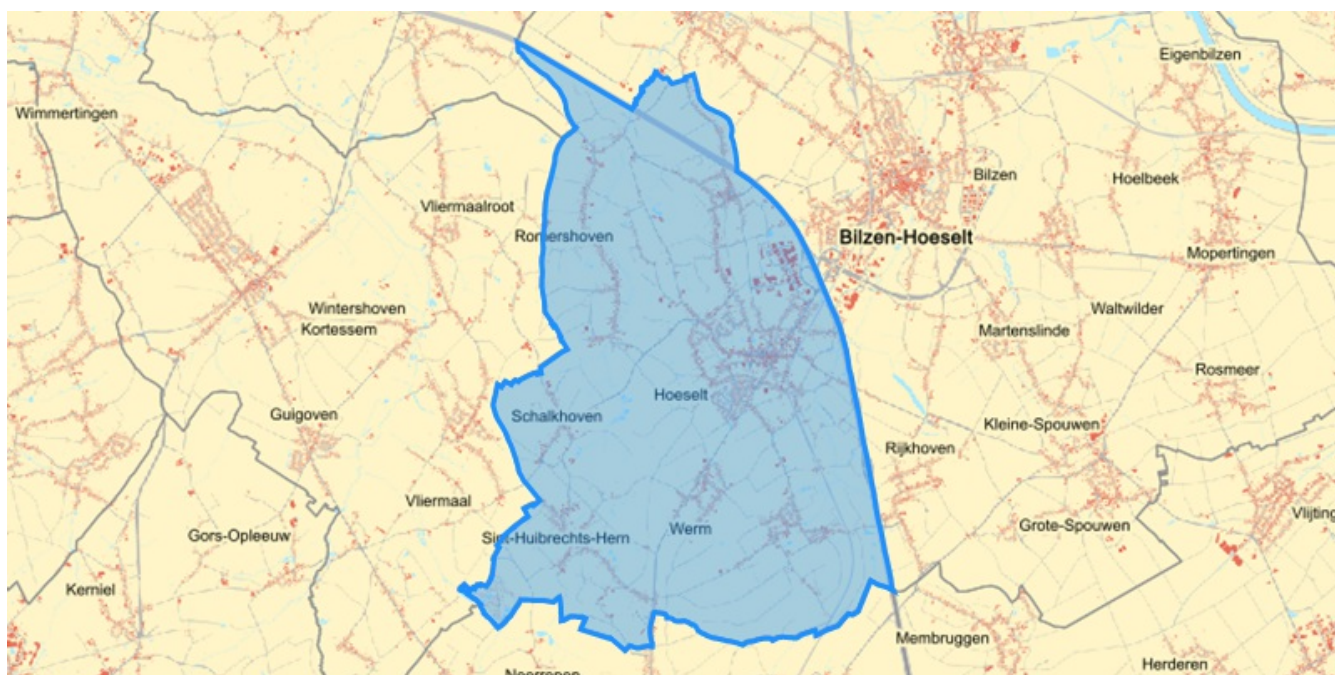 Eigenbilzen
Wimmertingen
Bilzen
Hoelbeek
Vliermaalroot
Romershoven
Bilzen-Hoeselt
Mopertingen
Wintershoven
Kortessem
Waltwilder
Martenslinde
Rosmeer
Hoeselt
Guigoven
Schalkhoven
Kleine-Spouwen
Rijkhoven
Vliermaal
Vlijting
Grote-Spouwen
Werm
Gors-Opleeuw
Sint-Huibrechts-Hern
Kerniel
Membruggen
Herderen